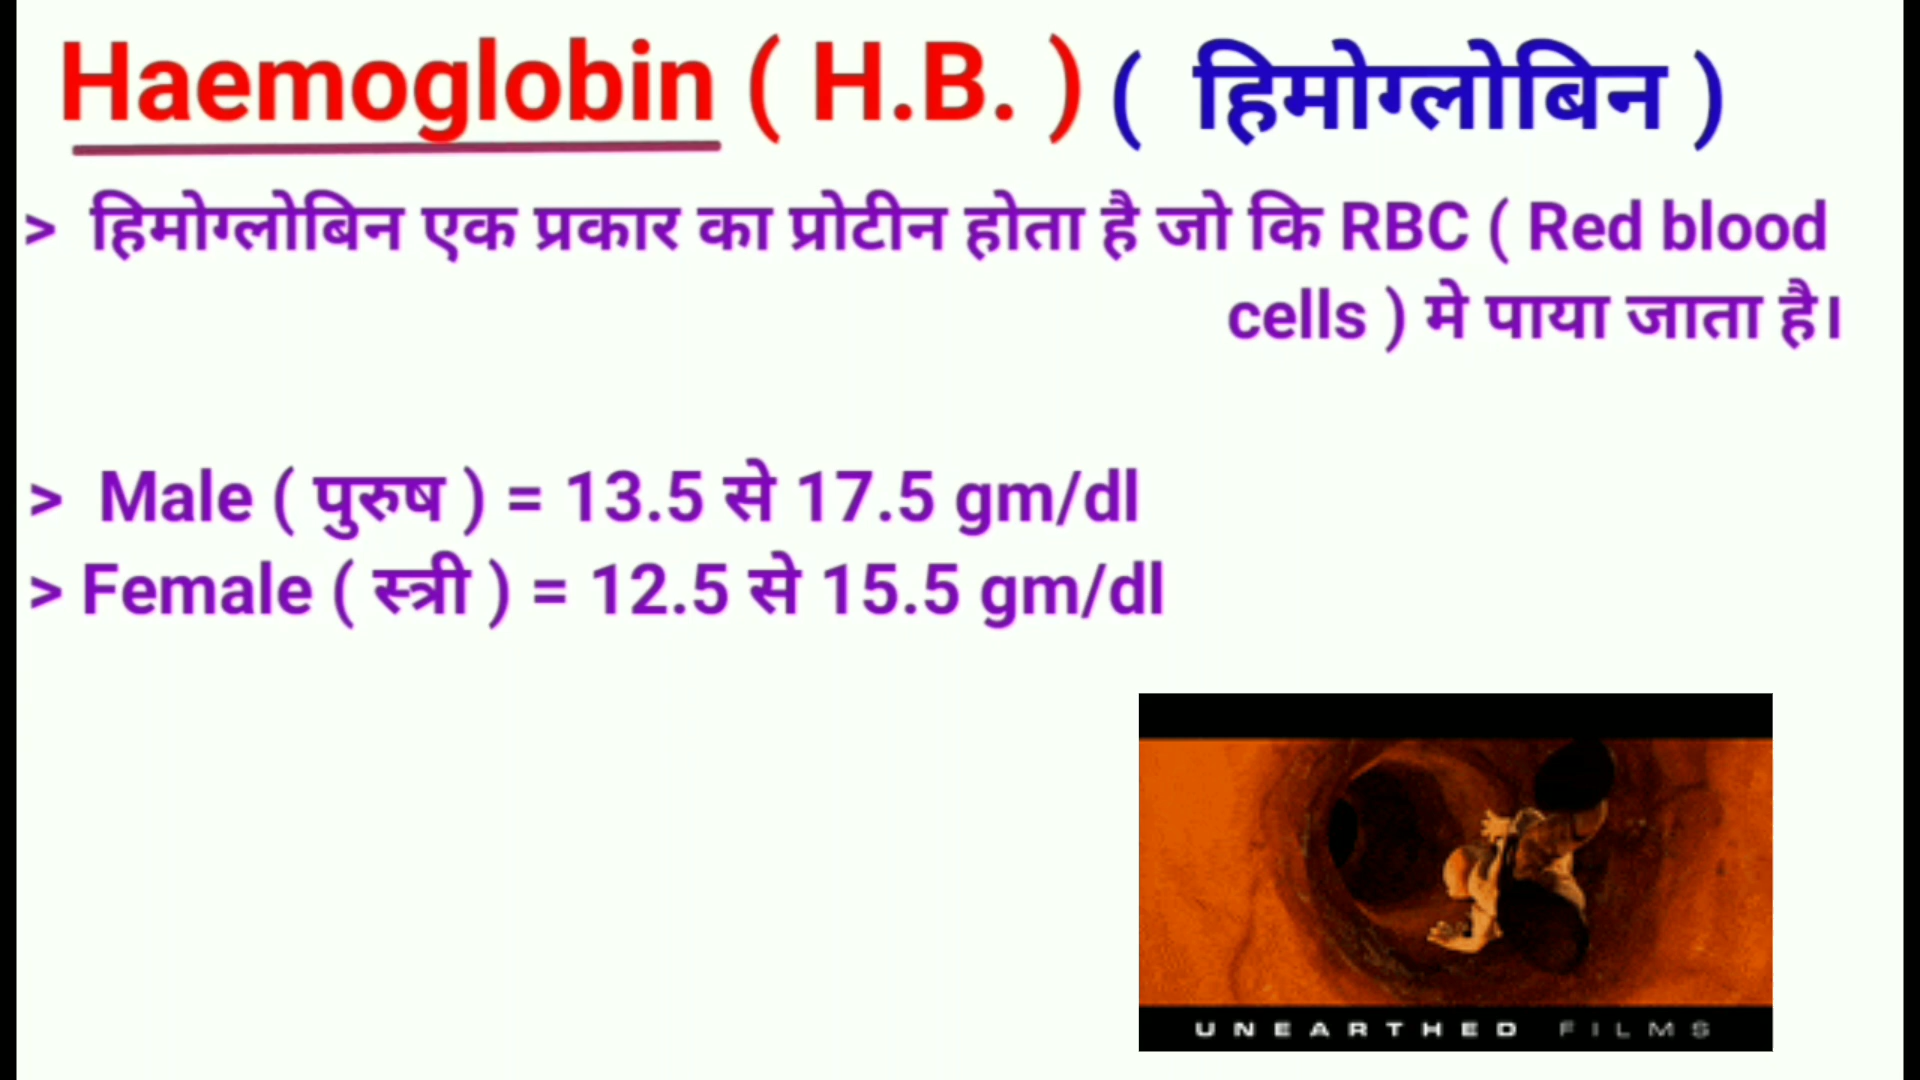 Haemoglobin ( H.B. ) ( हिमोग्लोबिन )
> हिमोग्लोबिन एक प्रकार का प्रोटीन होता है जो कि RBC ( Red blood
cells ) मे पाया जाता है।
> Male ( पुरुष ) = 13.5 से 17.5 gm/dl
> Female ( स्त्री ) = 12.5 से 15.5 gm/dl
UNEARTHED FILMS